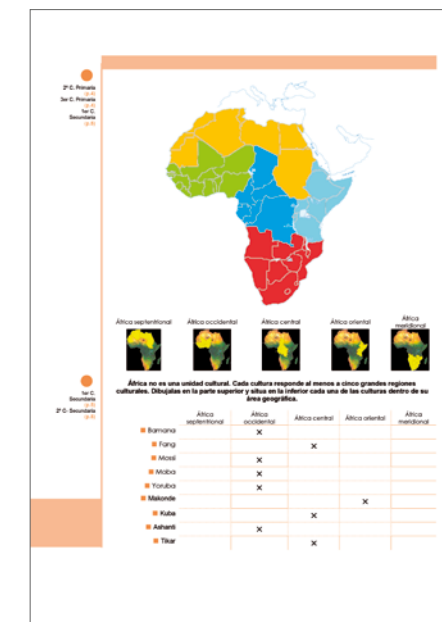 2º C. Primaria
(p.A)
3er C. Primaria
(p.A)
1er C.
Secundaria
(p.B)
África septentrional
África occidental
África central
África oriental
África meridional
África no es una unidad cultural. Cada cultura responde al menos a cinco grandes regiones
culturales. Dibujalas en la parte superior y situa en la inferior cada una de las culturas dentro de su
área geográfica.
1er C.
Secundaria
2º C- Secundaria
África septentrional
África occidental
África central
África oriental
África meridional
Bamana ×
Fang ×
Mossi ×
Moba ×
Yoruba ×
Makonde ×
Kuba ×
Ashanti ×
Tikar ×